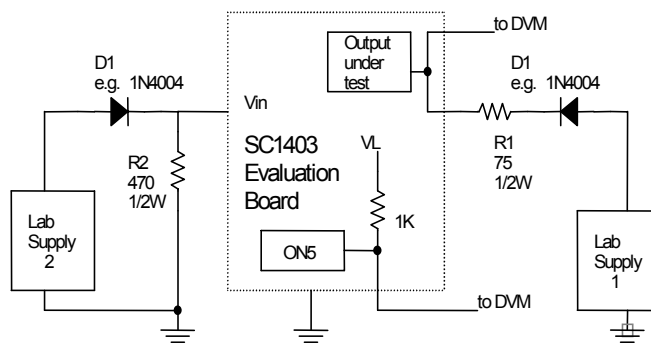 to DVM
Output
under
test
D1
e.g. 1N4004
D1
e.g. 1N4004
Vin
SC1403
Evaluation
Board
R1
75
1/2W
R2
470
1/2W
VL
1K
Lab
Supply
2
ON5
Lab
Supply
1
to DVM